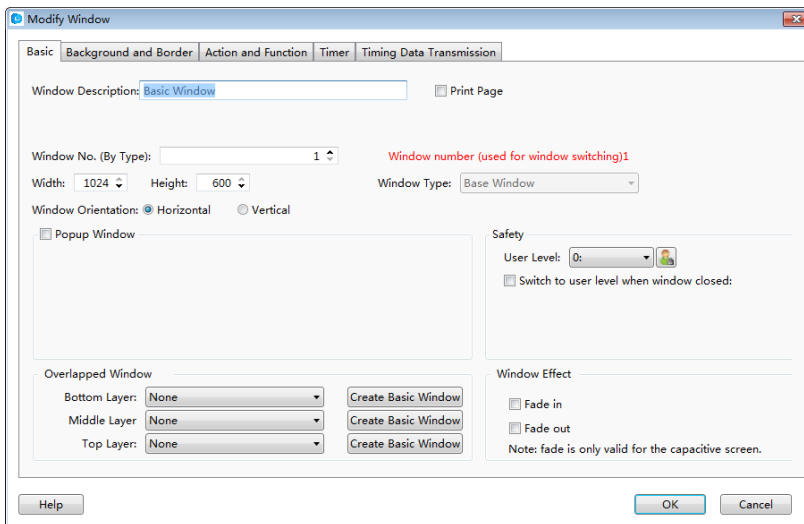 Modify Window
Basic Background and Border Action and Function Timer Timing Data Transmission
Window Description: Basic Window Print Page
Window No. (By Type): 1 Window number (used for window switching)1
Width: 1024 Height: 600 Window Type: Base Window
Window Orientation: Horizontal Vertical
Popup Window
Safety
User Level: 0:
Switch to user level when window closed:
Overlapped Window
Bottom Layer: None Create Basic Window
Middle Layer None Create Basic Window
Top Layer: None Create Basic Window
Window Effect
Fade in
Fade out
Note: fade is only valid for the capacitive screen.
Help OK Cancel